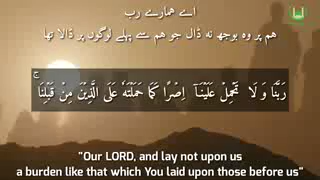 اے ہمارے رب
ہم پر وہ بوجھ نہ ڈال جو ہم سے پہلے لوگوں پر ڈالا تھا
رَبَّنَا وَ لَا تَحْمِلْ عَلَيْنَاۤ اِصْرًا كَمَا حَمَلْتَهٗ عَلَى الَّذِيْنَ مِنْ قَبْلِنَا ۚ
"Our LORD, and lay not upon us
a burden like that which You laid upon those before us"